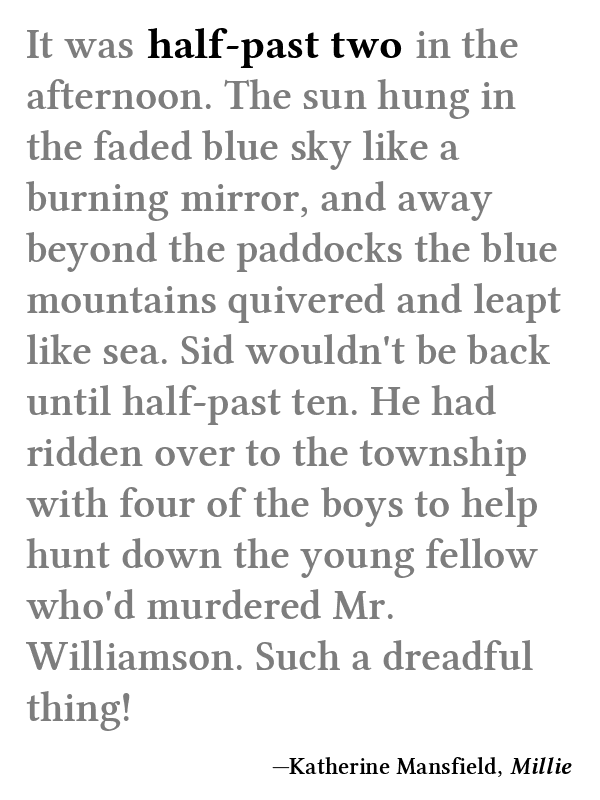 It was half-past two in the
afternoon. The sun hung in
the faded blue sky like a
burning mirror, and away
beyond the paddocks the blue
mountains quivered and leapt
like sea. Sid wouldn't be back
until half-past ten. He had
ridden over to the township
with four of the boys to help
hunt down the young fellow
who'd murdered Mr.
Williamson. Such a dreadful
thing!
—Katherine Mansfield, Millie